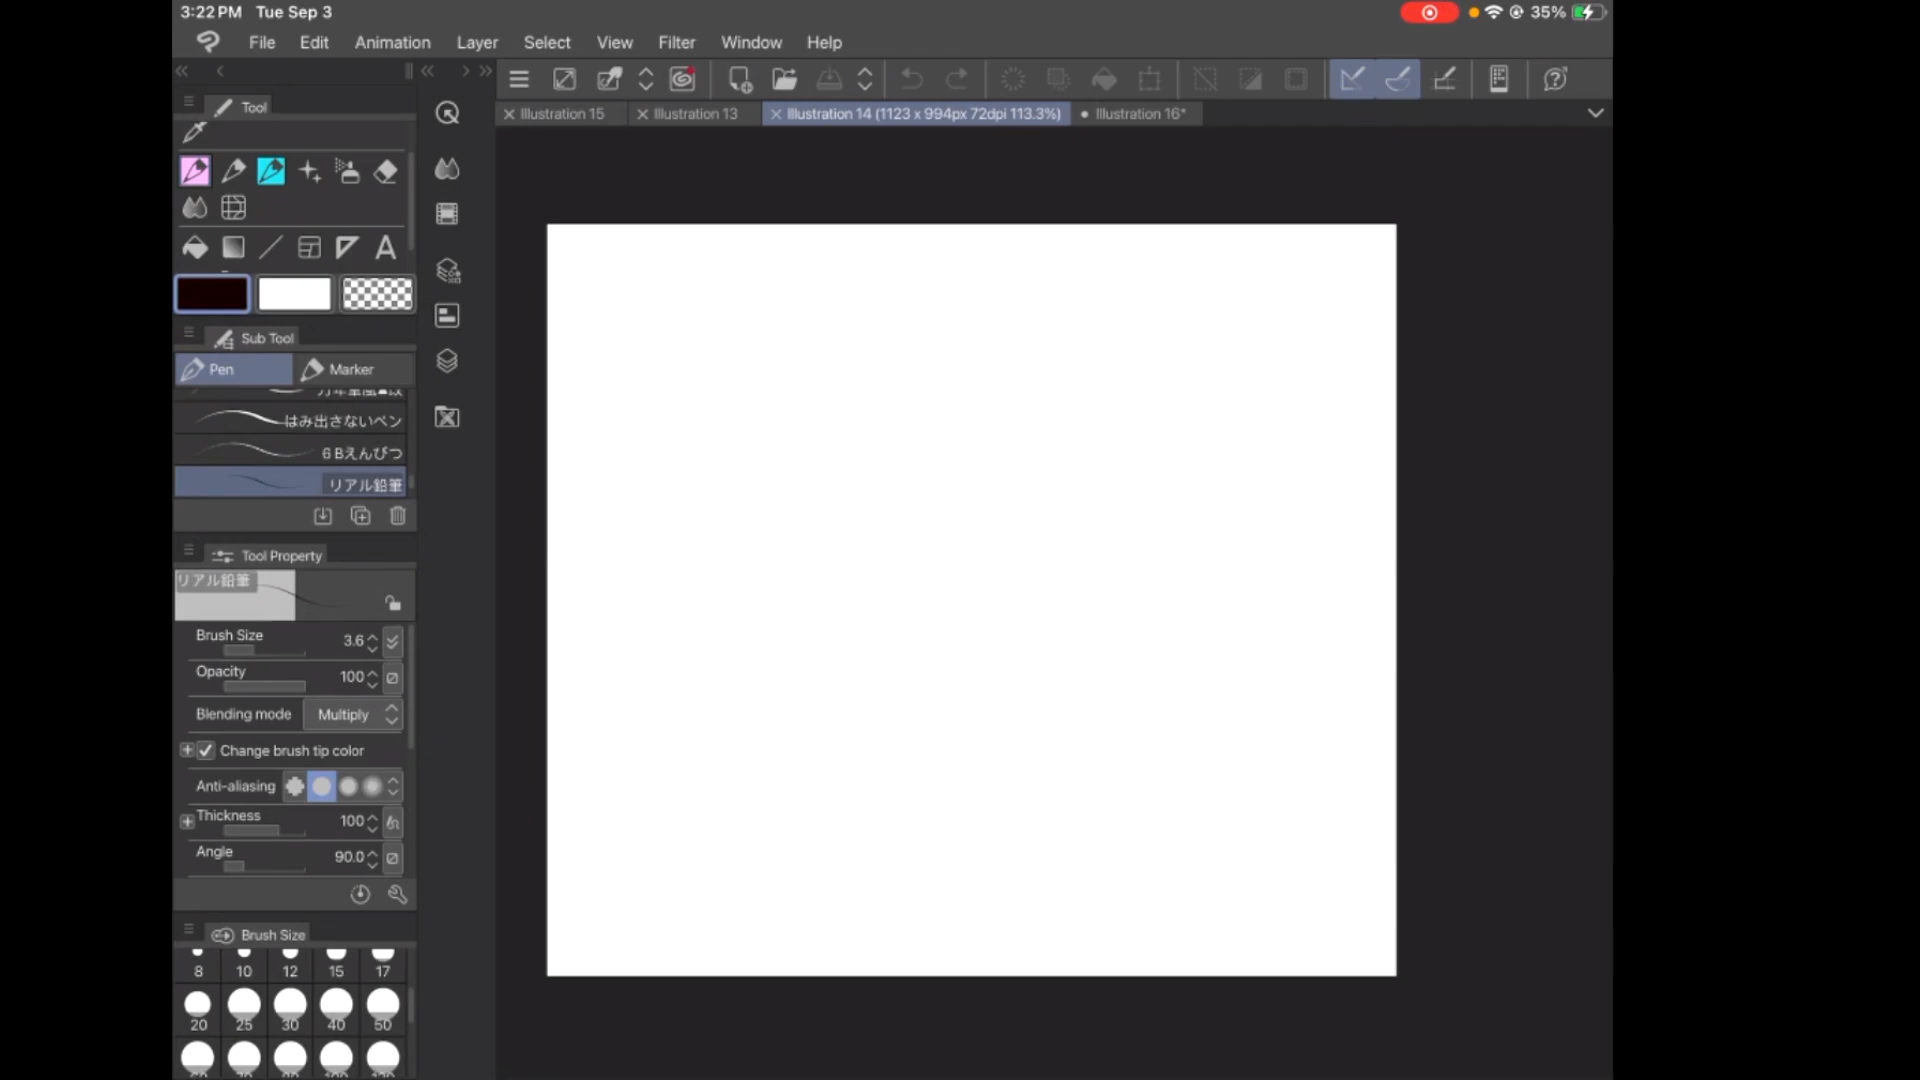 3:22 PM Tue Sep 3
35%
File Edit Animation Layer Select View Filter Window Help
Tool
Illustration 15
Illustration 13
Illustration 14 (1123 x 994px 72dpi 113.3%)
Illustration 16*
A
Sub Tool
Pen
Marker
はみ出さないペン
6Bえんぴつ
リアル鉛筆
Tool Property
リアル鉛筆
Brush Size 3.6
Opacity 100
Blending mode Multiply
Change brush tip color
Anti-aliasing
Thickness 100
Angle 90.0
Brush Size
8 10 12 15 17
20 25 30 40 50